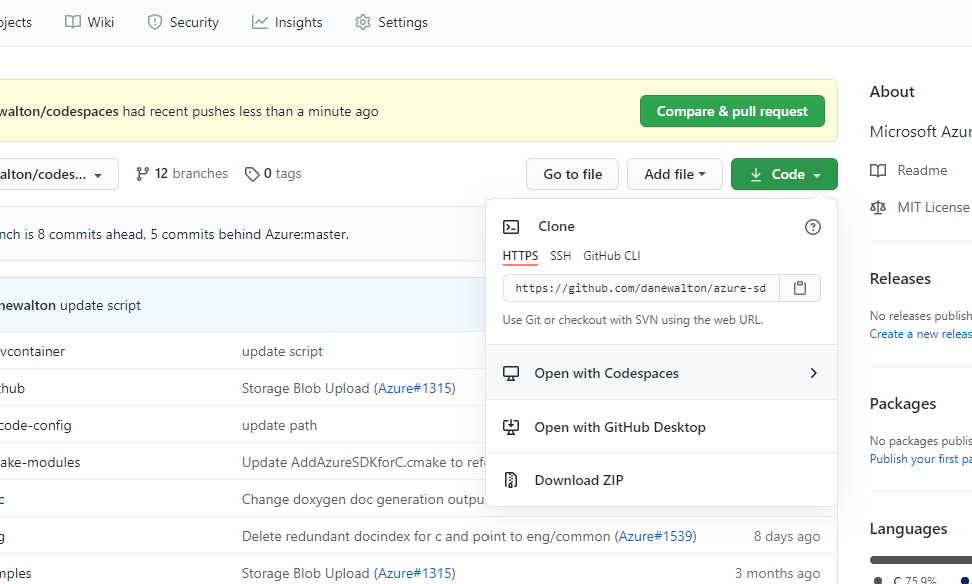 ojects Wiki Security Insights Settings
walton/codespaces had recent pushes less than a minute ago Compare & pull request
alton/codes... 12 branches 0 tags Go to file Add file Code
nch is 8 commits ahead, 5 commits behind Azure:master.
newalton update script
vcontainer update script
hub Storage Blob Upload (Azure#1315)
code-config update path
ake-modules Update AddAzureSDKforC.cmake to refe
c Change doxygen doc generation outpu
g Delete redundant docindex for c and point to eng/common (Azure#1539) 8 days ago
mples Storage Blob Upload (Azure#1315) 3 months ago
Clone
HTTPS SSH GitHub CLI
https://github.com/danewalton/azure-sd
Use Git or checkout with SVN using the web URL.
Open with Codespaces
Open with GitHub Desktop
Download ZIP
About
Microsoft Azur
Readme
MIT License
Releases
No releases publish
Create a new releas
Packages
No packages publis
Publish your first pa
Languages
C 75.9%